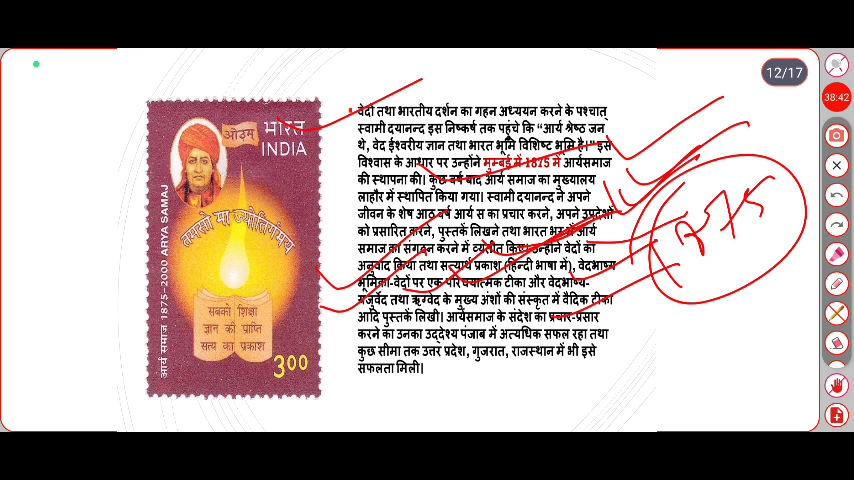 12/17
38:42
ओ३म्
भारत
INDIA
तमसो मा ज्योतिर्गमय
आर्य समाज 1875-2000 ARYA SAMAJ
सबको शिक्षा
ज्ञान की प्राप्ति
सत्य का प्रकाश
3.00
वेदों तथा भारतीय दर्शन का गहन अध्ययन करने के पश्चात्
स्वामी दयानन्द इस निष्कर्ष तक पहूंचे कि “आर्य श्रेष्ठ जन
थे, वेद ईश्वरीय ज्ञान तथा भारत भूमि विशिष्ट भूमि है।” इसे
विश्वास के आधार पर उन्होंने मुम्बई में 1875 में आर्यसमाज
की स्थापना की। कुछ वर्ष बाद आर्य समाज का मुख्यालय
लाहौर में स्थापित किया गया। स्वामी दयानन्द ने अपने
जीवन के शेष आठ वर्ष आर्य स का प्रचार करने, अपने उपदेशों
को प्रसारित करने, पुस्तकें लिखने तथा भारत भर में आर्य
समाज का संगठन करने में व्यतीत किए। उन्होंने वेदों का
अनुवाद किया तथा सत्यार्थ प्रकाश (हिन्दी भाषा में), वेदभाष्य
भूमिका-वेदों पर एक परिचयात्मक टीका और वेदभाष्य-
यजुर्वेद तथा ऋग्वेद के मुख्य अंशों की संस्कृत में वैदिक टीका
आदि पुस्तकें लिखी। आर्यसमाज के संदेश का प्रचार-प्रसार
करने का उनका उद्देश्य पंजाब में अत्यधिक सफल रहा तथा
कुछ सीमा तक उत्तर प्रदेश, गुजरात, राजस्थान में भी इसे
सफलता मिली।
1875